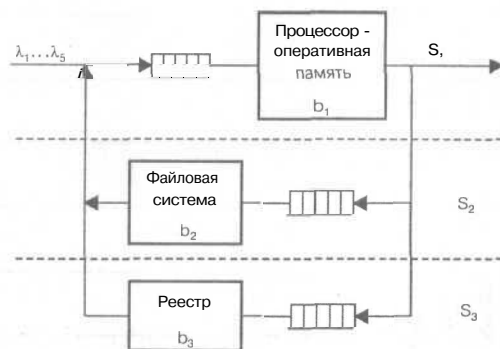 λ₁...λ₅
Процессор -
оперативная
память
b₁
S,
Файловая
система
b₂
S₂
Реестр
b₃
S₃